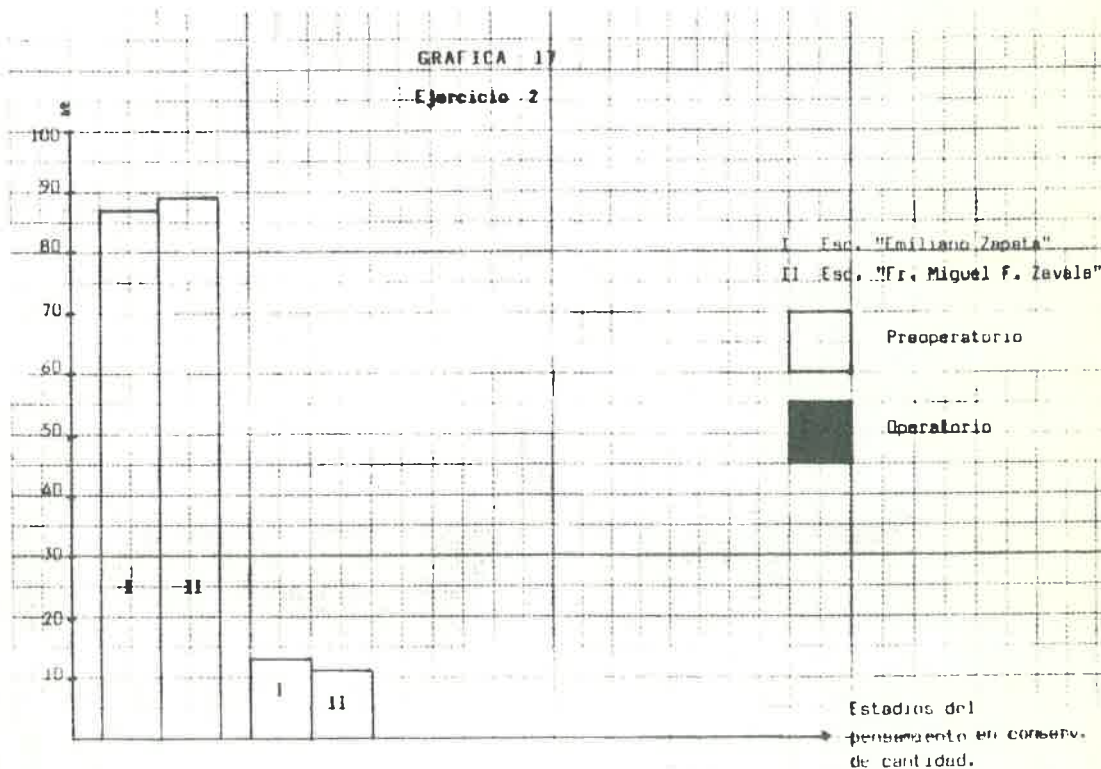 GRAFICA 17
Ejercicio 2
100
90
80
70
60
50
40
30
20
10
I Esc. "Emiliano Zapata"
II Esc. "Fr. Miguel F. Zavala"
Preoperatorio
Operatorio
I II
I II
Estadios del
pensamiento en conserv.
de cantidad.